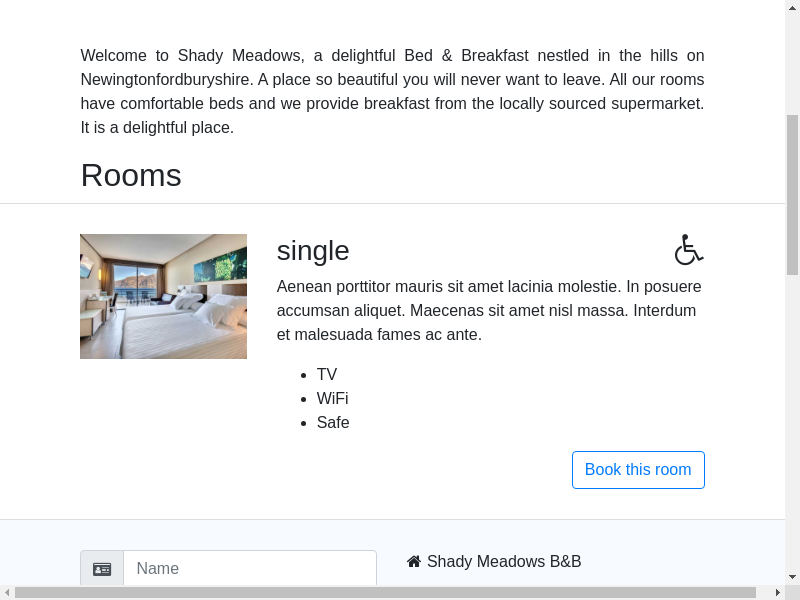 Welcome to Shady Meadows, a delightful Bed & Breakfast nestled in the hills on
Newingtonfordburyshire. A place so beautiful you will never want to leave. All our rooms
have comfortable beds and we provide breakfast from the locally sourced supermarket.
It is a delightful place.
Rooms
single
Aenean porttitor mauris sit amet lacinia molestie. In posuere
accumsan aliquet. Maecenas sit amet nisl massa. Interdum
et malesuada fames ac ante.
TV
WiFi
Safe
Book this room
Name
Shady Meadows B&B